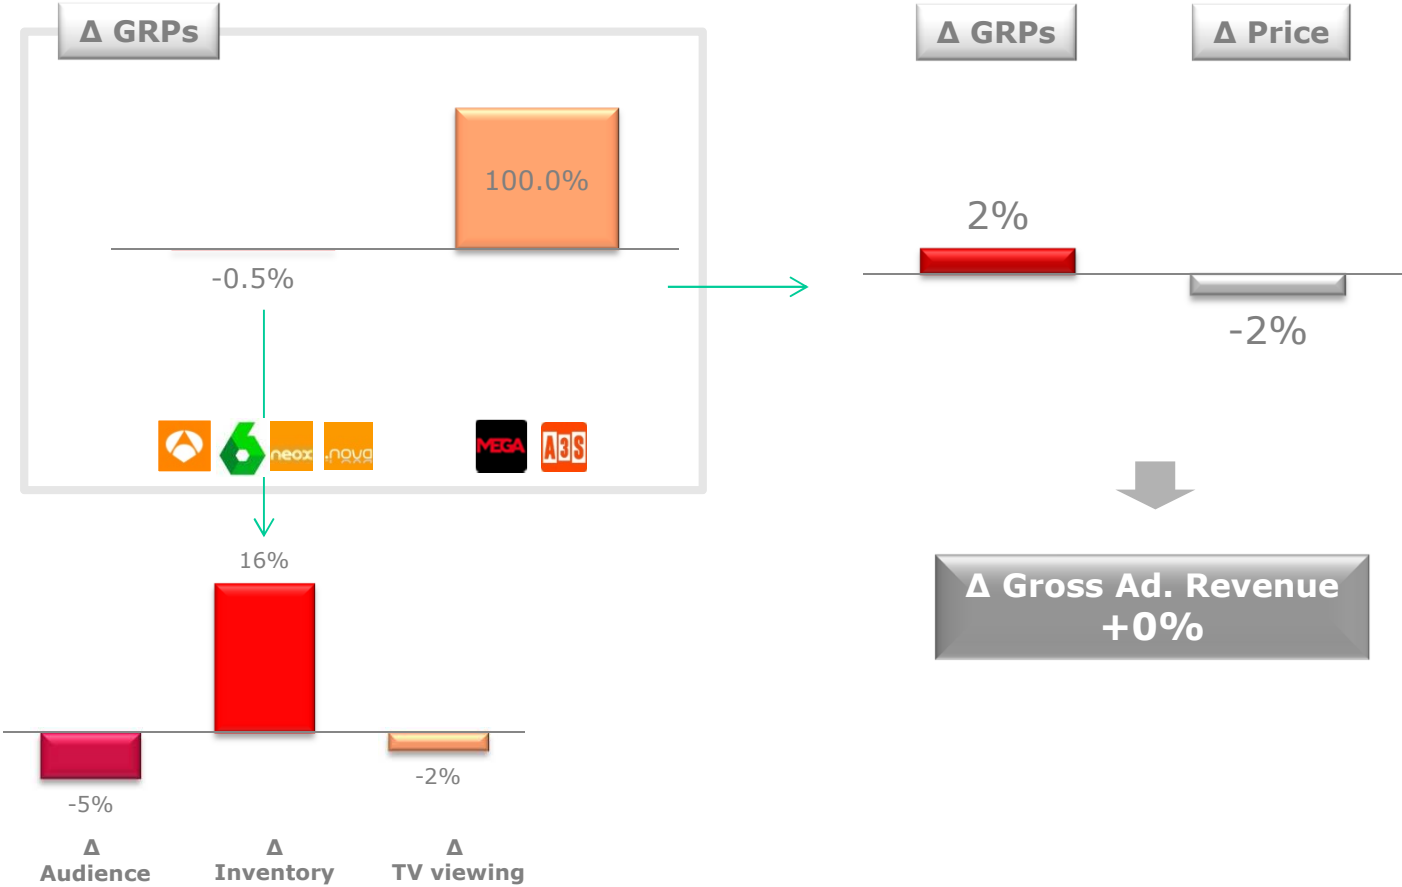 Δ GRPs
100.0%
-0.5%
MEGA
A3S
neox
.nova
Δ GRPs
Δ Price
2%
-2%
Δ Gross Ad. Revenue
+0%
16%
-5%
-2%
Δ
Audience
Δ
Inventory
Δ
TV viewing